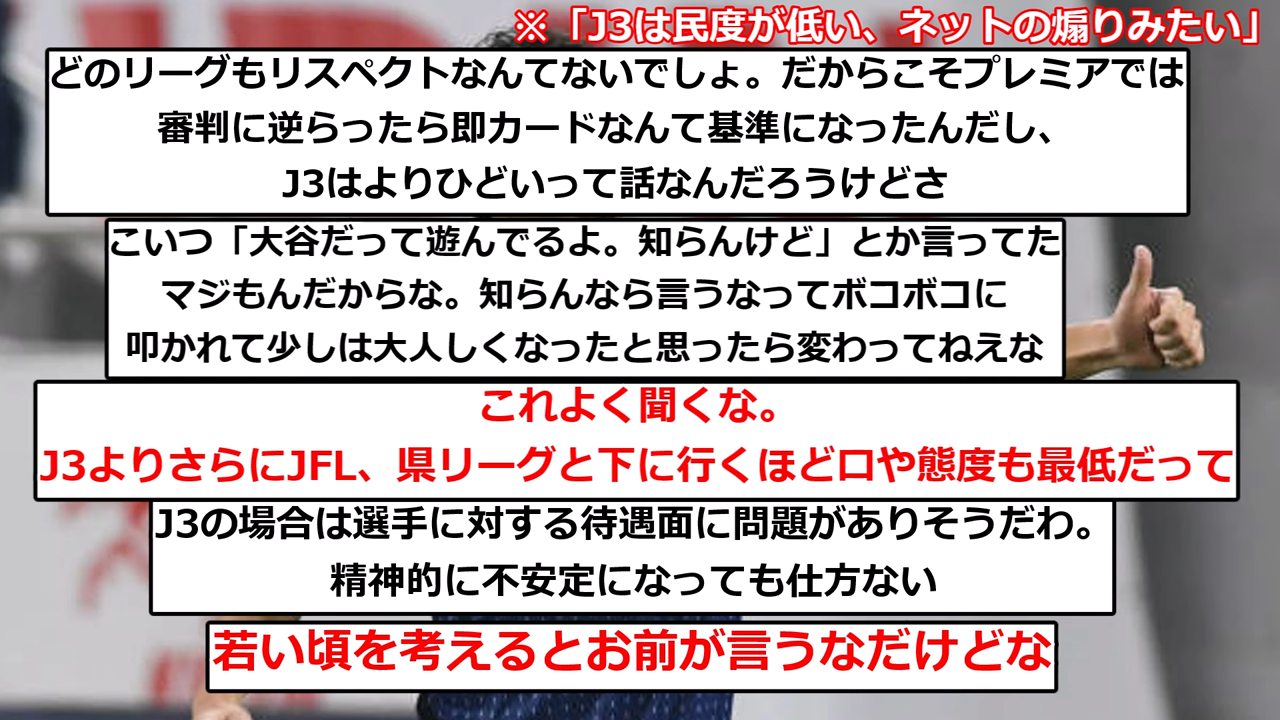 ※「J3は民度が低い、ネットの煽りみたい」
どのリーグもリスペクトなんてないでしょ。だからこそプレミアでは
審判に逆らったら即カードなんて基準になったんだし、
J3はよりひどいって話なんだろうけどさ
こいつ「大谷だって遊んでるよ。知らんけど」とか言ってた
マジもんだからな。知らんなら言うなってボコボコに
叩かれて少しは大人しくなったと思ったら変わってねえな
これよく聞くな。
J3よりさらにJFL、県リーグと下に行くほど口や態度も最低だって
J3の場合は選手に対する待遇面に問題がありそうだわ。
精神的に不安定になっても仕方ない
若い頃を考えるとお前が言うなだけどな